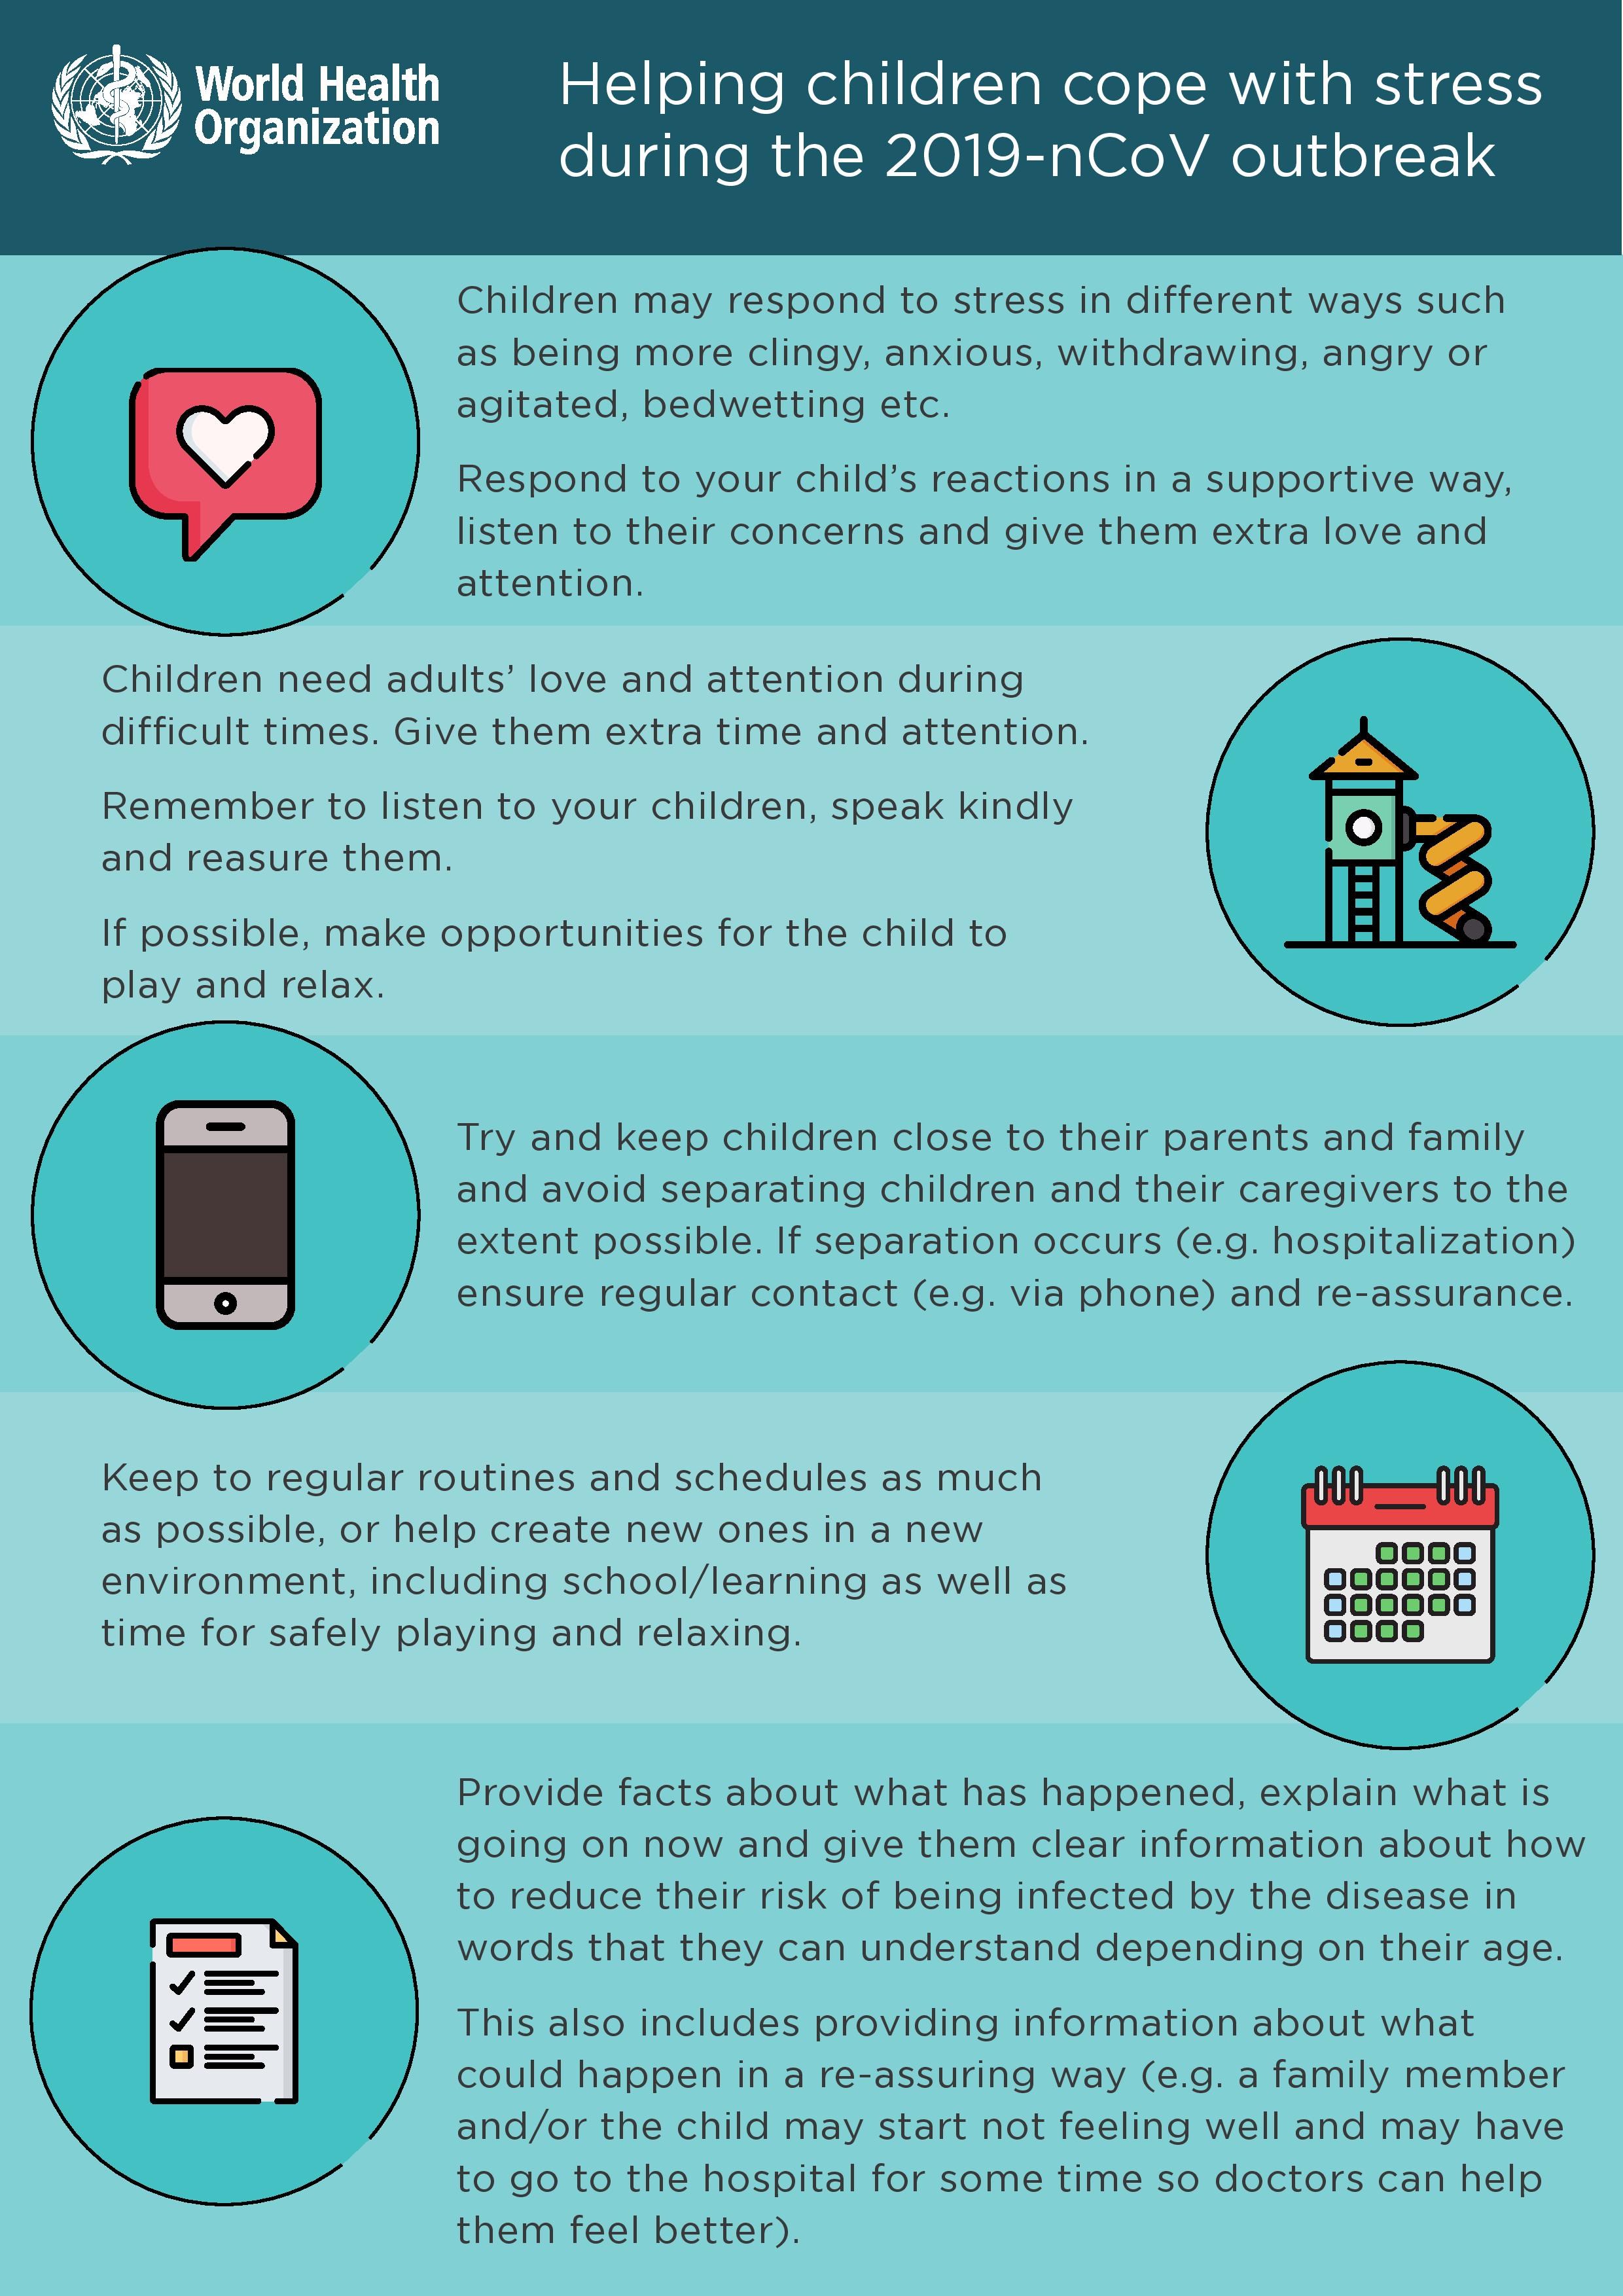 World Health
Organization
Helping children cope with stress
during the 2019-nCoV outbreak
Children may respond to stress in different ways such
as being more clingy, anxious, withdrawing, angry or
agitated, bedwetting etc.
Respond to your child’s reactions in a supportive way,
listen to their concerns and give them extra love and
attention.
Children need adults’ love and attention during
difficult times. Give them extra time and attention.
Remember to listen to your children, speak kindly
and reasure them.
If possible, make opportunities for the child to
play and relax.
Try and keep children close to their parents and family
and avoid separating children and their caregivers to the
extent possible. If separation occurs (e.g. hospitalization)
ensure regular contact (e.g. via phone) and re-assurance.
Keep to regular routines and schedules as much
as possible, or help create new ones in a new
environment, including school/learning as well as
time for safely playing and relaxing.
Provide facts about what has happened, explain what is
going on now and give them clear information about how
to reduce their risk of being infected by the disease in
words that they can understand depending on their age.
This also includes providing information about what
could happen in a re-assuring way (e.g. a family member
and/or the child may start not feeling well and may have
to go to the hospital for some time so doctors can help
them feel better).